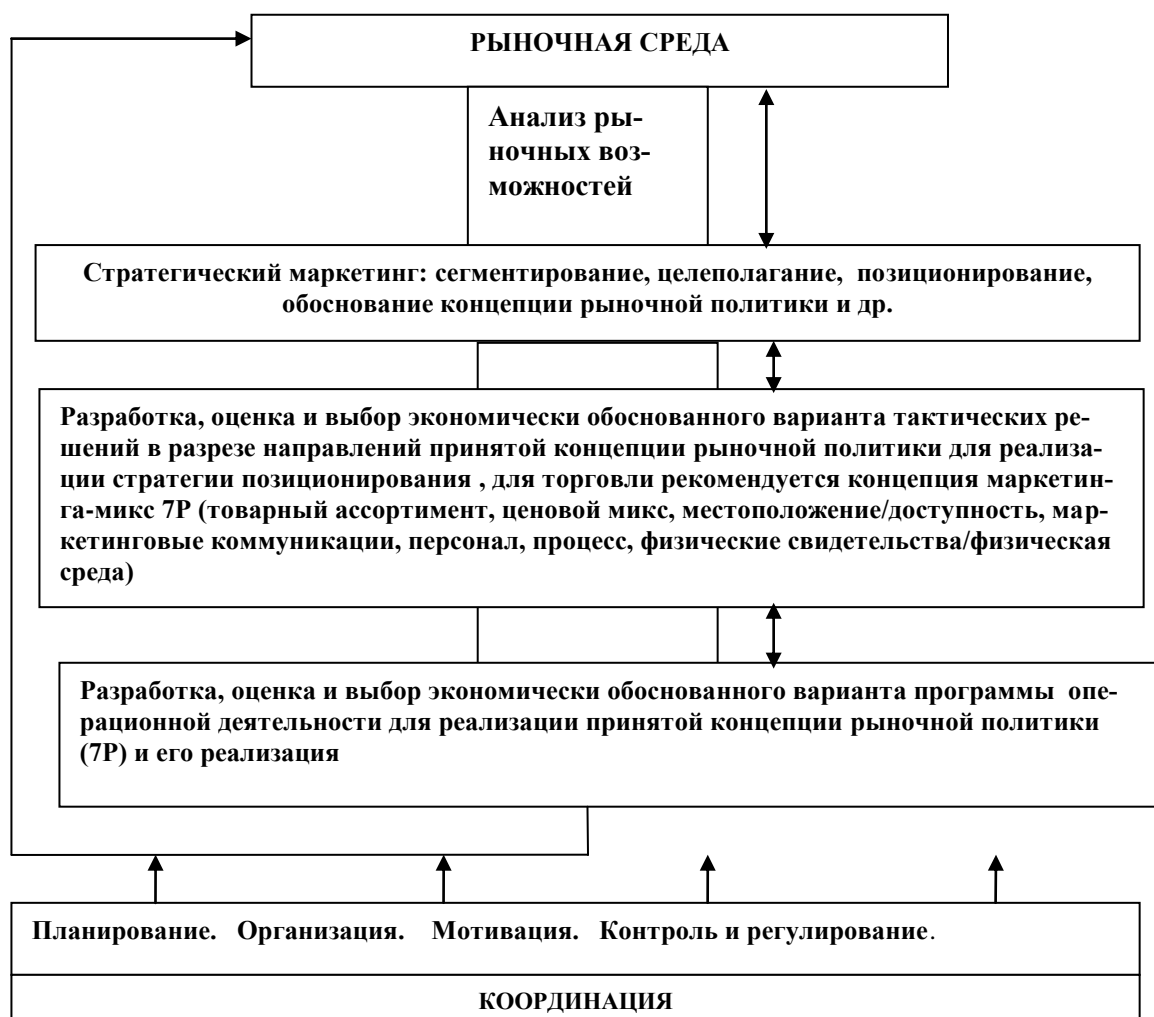 РЫНОЧНАЯ СРЕДА
Анализ ры-
ночных воз-
можностей
Стратегический маркетинг: сегментирование, целеполагание, позиционирование,
обоснование концепции рыночной политики и др.
Разработка, оценка и выбор экономически обоснованного варианта тактических ре-
шений в разрезе направлений принятой концепции рыночной политики для реализа-
ции стратегии позиционирования , для торговли рекомендуется концепция маркетин-
га-микс 7Р (товарный ассортимент, ценовой микс, местоположение/доступность, мар-
кетинговые коммуникации, персонал, процесс, физические свидетельства/физическая
среда)
Разработка, оценка и выбор экономически обоснованного варианта программы опе-
рационной деятельности для реализации принятой концепции рыночной политики
(7Р) и его реализация
Планирование. Организация. Мотивация. Контроль и регулирование.
КООРДИНАЦИЯ